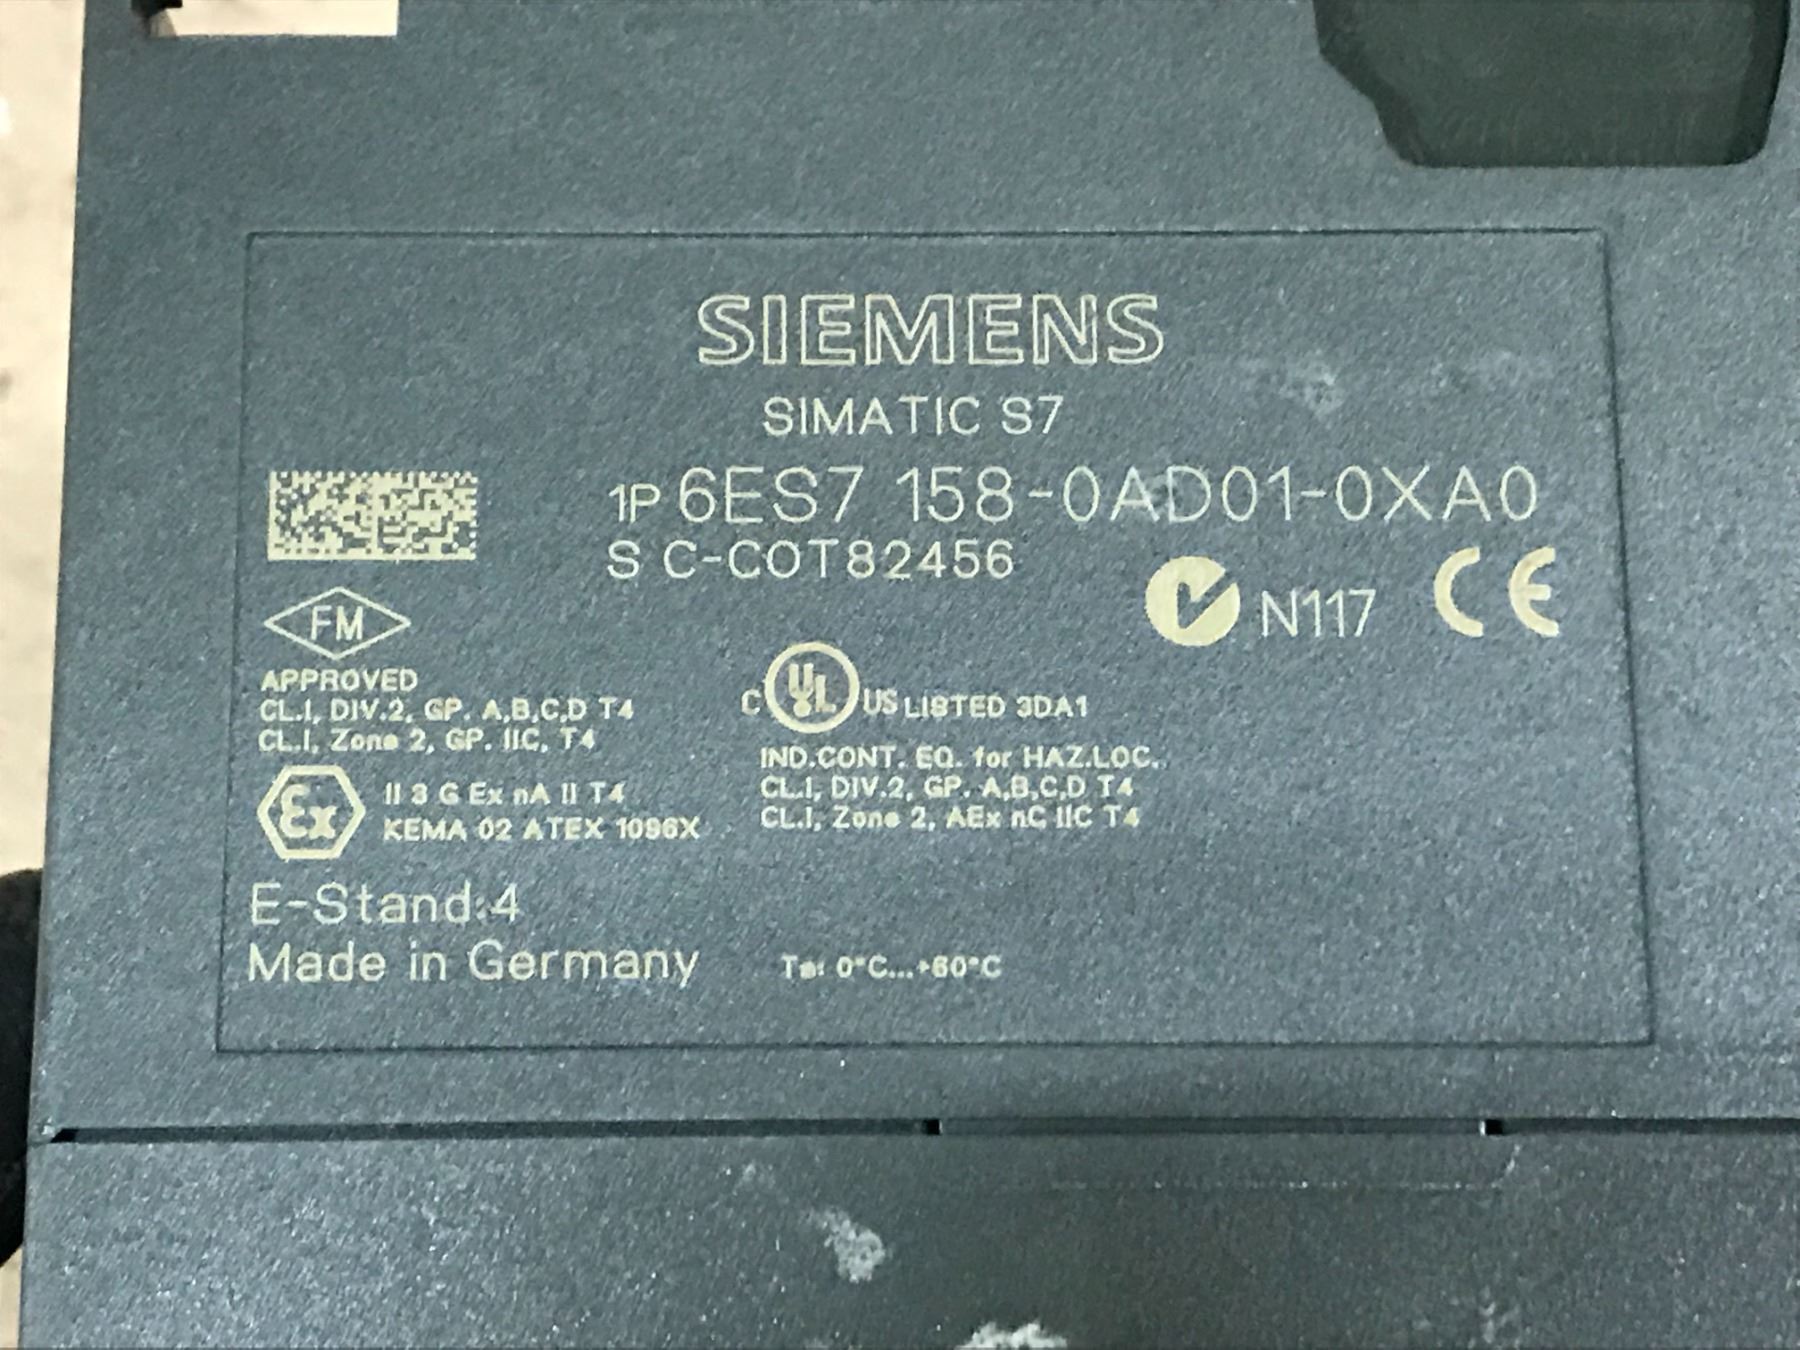 SIEMENS
SIMATIC S7
1P 6ES7 158-0AD01-0XA0
S C-C0T82456
N117 CE
FM
APPROVED
CL.I, DIV.2, GP. A,B,C,D T4
CL.I, Zone 2, GP. IIC, T4
C UL US LISTED 3DA1
IND.CONT. EQ. for HAZ.LOC.
CL.I, DIV.2, GP. A,B,C,D T4
CL.I, Zone 2, AEx nC IIC T4
Ex II 3 G Ex nA II T4
KEMA 02 ATEX 1096X
E-Stand:4
Made in Germany
Ta: 0°C...+60°C